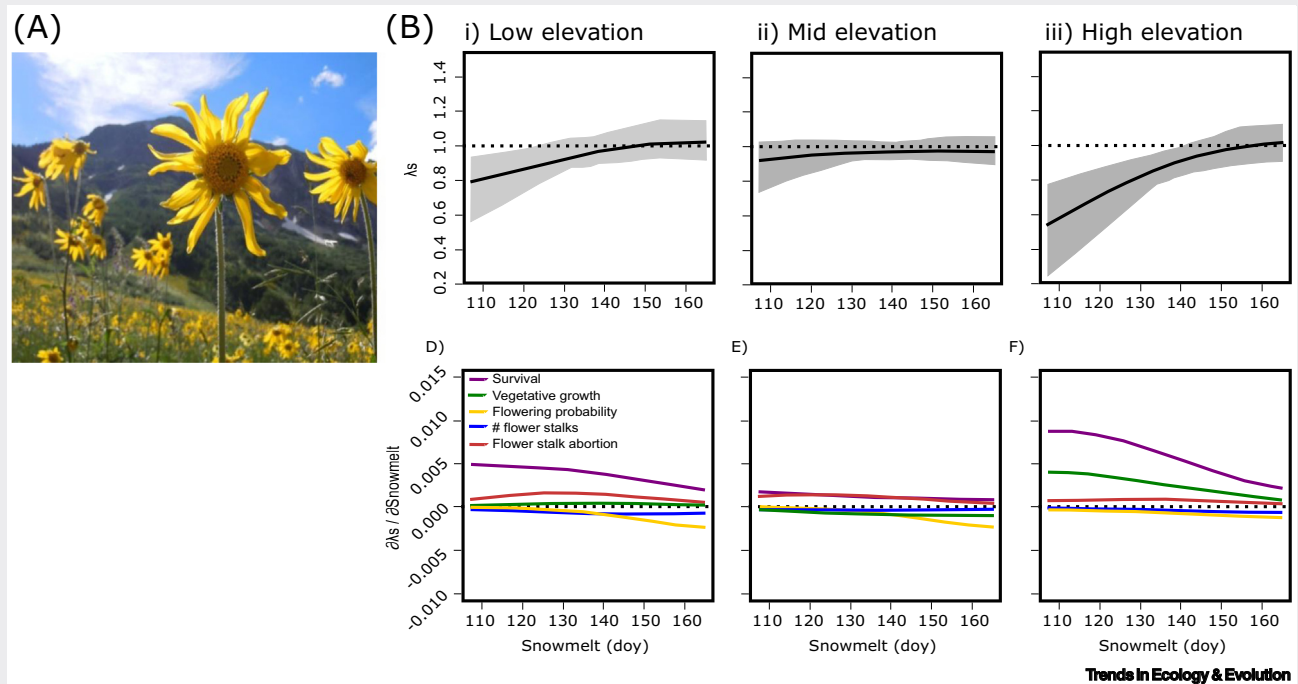 (A)
(B)
i) Low elevation
ii) Mid elevation
iii) High elevation
λs
1.4
1.2
1.0
0.8
0.6
0.4
0.2
110 120 130 140 150 160
110 120 130 140 150 160
110 120 130 140 150 160
D)
E)
F)
∂λs / ∂Snowmelt
0.015
0.010
0.005
0.000
-0.005
-0.010
Survival
Vegetative growth
Flowering probability
# flower stalks
Flower stalk abortion
110 120 130 140 150 160
110 120 130 140 150 160
110 120 130 140 150 160
Snowmelt (doy)
Snowmelt (doy)
Snowmelt (doy)
Trends in Ecology & Evolution